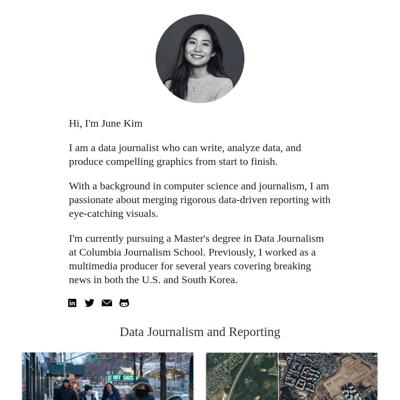 Hi, I'm June Kim
I am a data journalist who can write, analyze data, and
produce compelling graphics from start to finish.
With a background in computer science and journalism, I am
passionate about merging rigorous data-driven reporting with
eye-catching visuals.
I'm currently pursuing a Master's degree in Data Journalism
at Columbia Journalism School. Previously, I worked as a
multimedia producer for several years covering breaking
news in both the U.S. and South Korea.
Data Journalism and Reporting